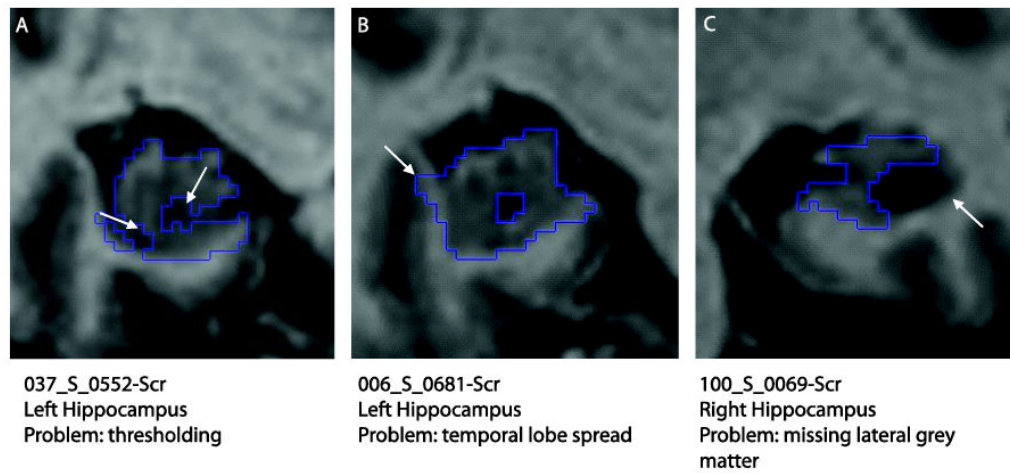 A
B
C
037_S_0552-Scr
Left Hippocampus
Problem: thresholding
006_S_0681-Scr
Left Hippocampus
Problem: temporal lobe spread
100_S_0069-Scr
Right Hippocampus
Problem: missing lateral grey
matter